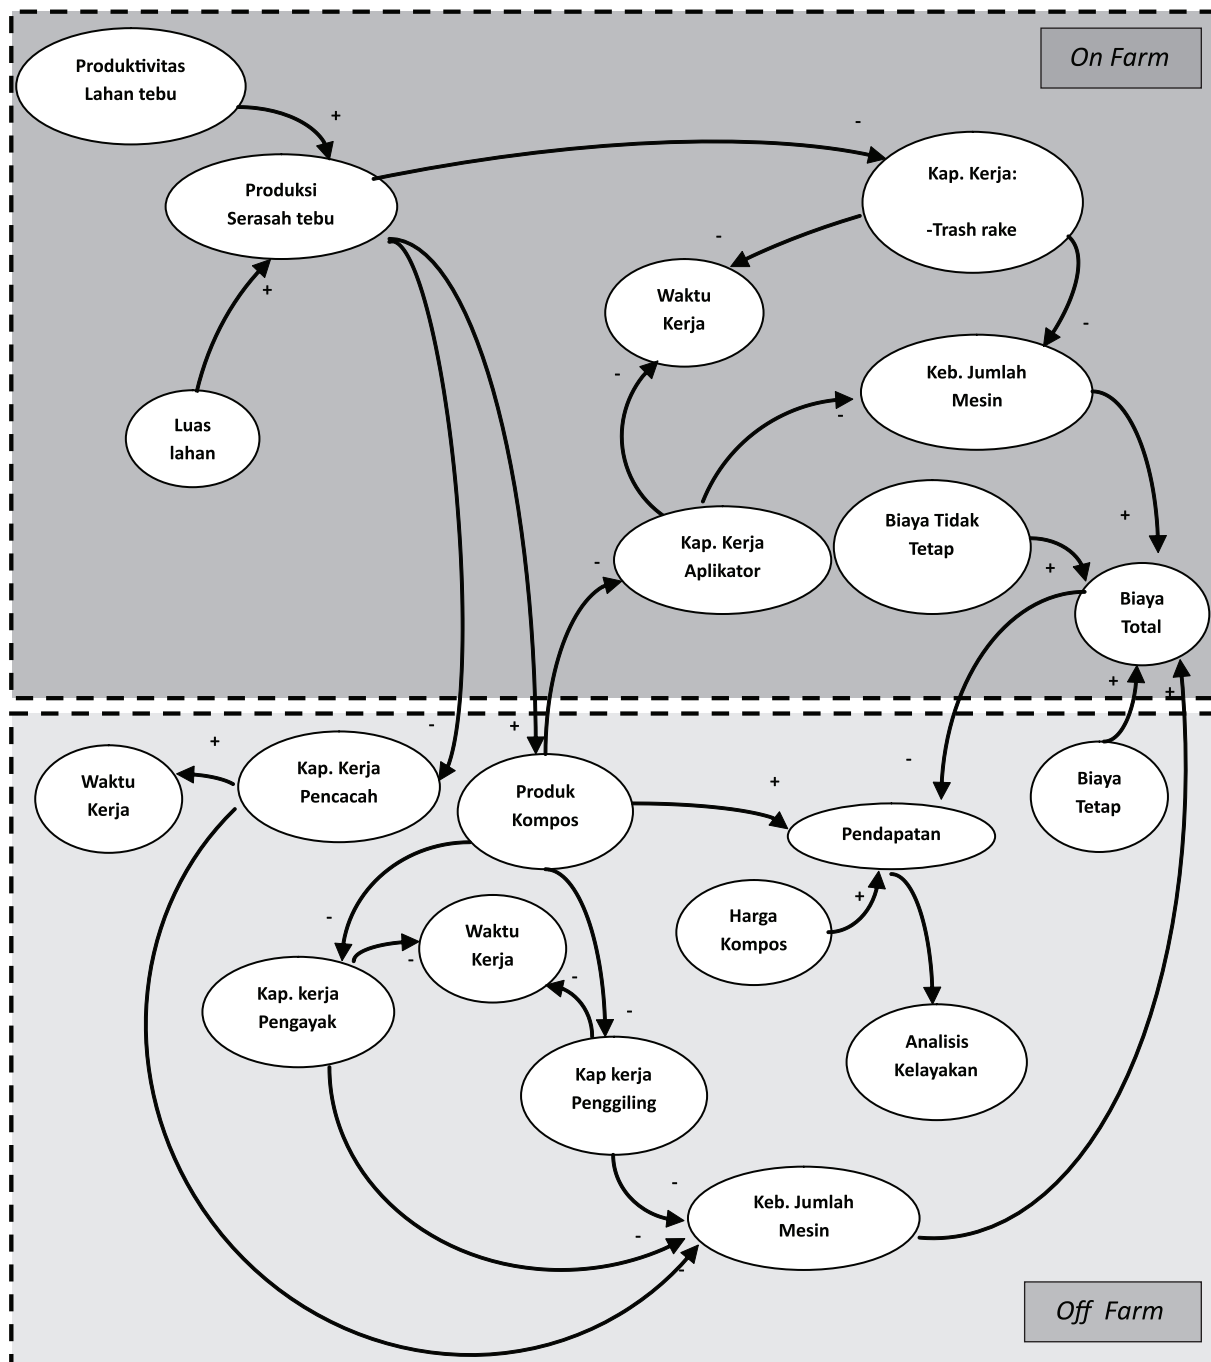 On Farm
Produktivitas
Lahan tebu
+
-
Produksi
Serasah tebu
Kap. Kerja:
-Trash rake
-
+
Waktu
Kerja
-
Keb. Jumlah
Mesin
-
-
Luas
lahan
Biaya Tidak
Tetap
+
Kap. Kerja
Aplikator
-
+
Biaya
Total
+
+
-
+
+
Waktu
Kerja
Kap. Kerja
Pencacah
Produk
Kompos
+
-
Biaya
Tetap
Pendapatan
+
Harga
Kompos
-
Waktu
Kerja
-
-
Kap. kerja
Pengayak
-
Analisis
Kelayakan
Kap kerja
Penggiling
-
Keb. Jumlah
Mesin
-
-
Off Farm